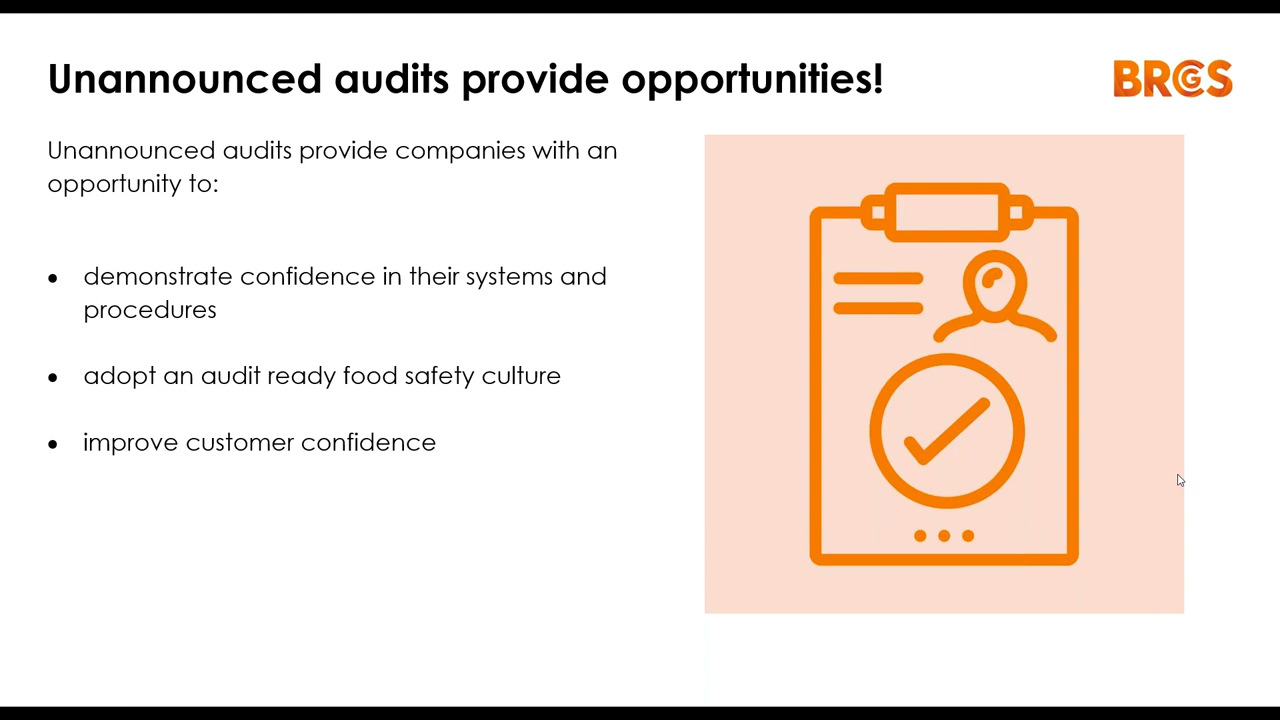 Unannounced audits provide opportunities!
BRCGS
Unannounced audits provide companies with an
opportunity to:
• demonstrate confidence in their systems and
procedures
• adopt an audit ready food safety culture
• improve customer confidence